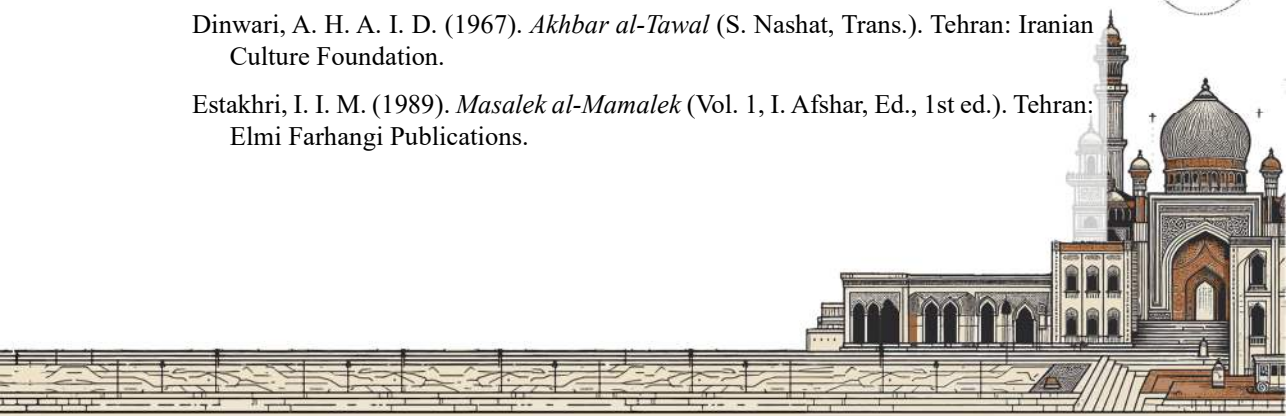 Dinwari, A. H. A. I. D. (1967). Akhbar al-Tawal (S. Nashat, Trans.). Tehran: Iranian
Culture Foundation.
Estakhri, I. I. M. (1989). Masalek al-Mamalek (Vol. 1, I. Afshar, Ed., 1st ed.). Tehran:
Elmi Farhangi Publications.